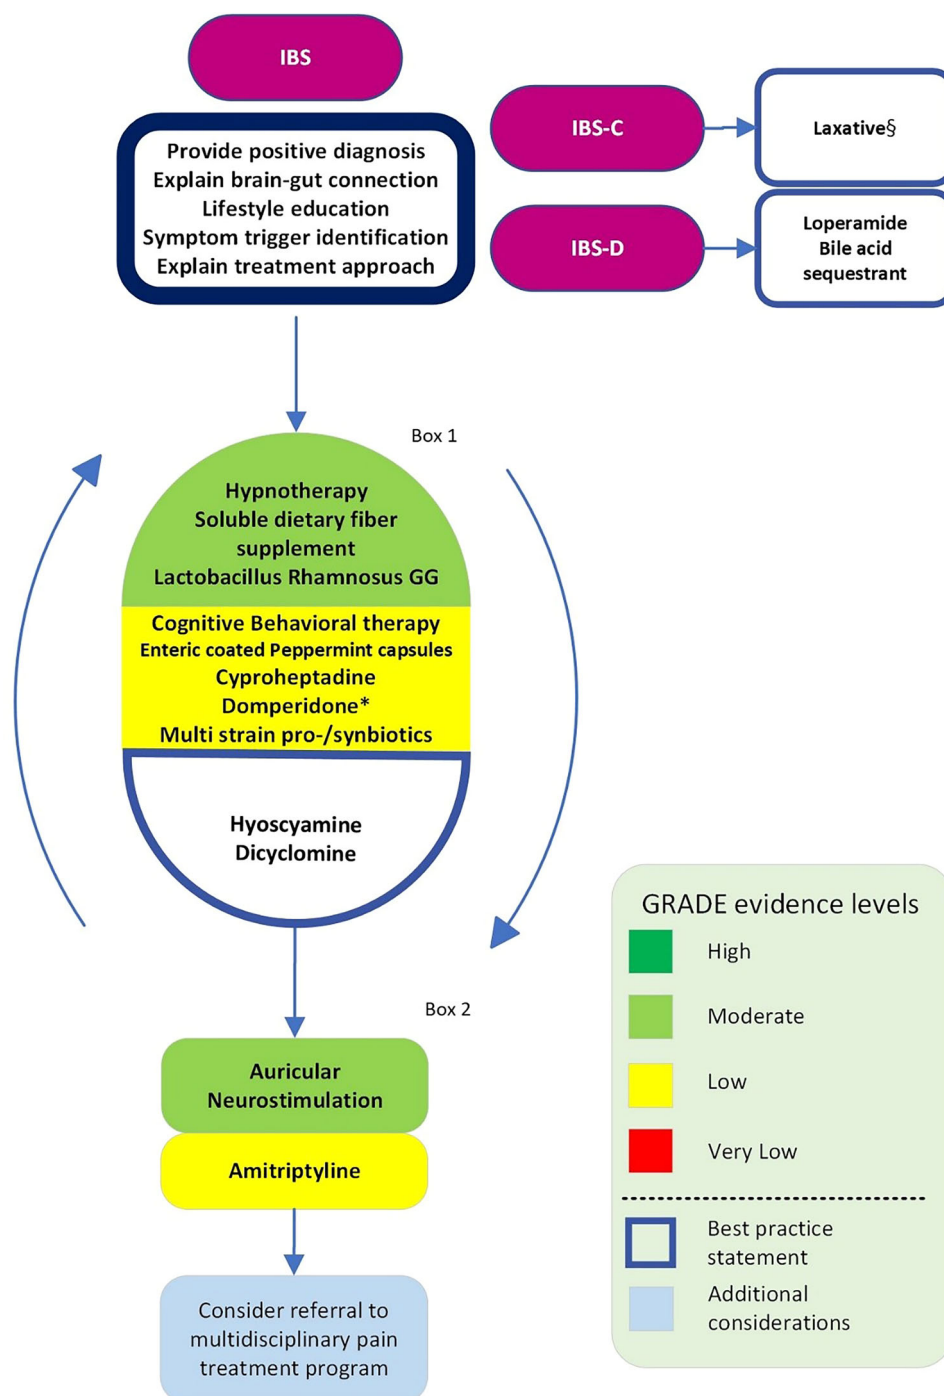 IBS
Provide positive diagnosis
Explain brain-gut connection
Lifestyle education
Symptom trigger identification
Explain treatment approach
IBS-C
Laxative§
IBS-D
Loperamide
Bile acid
sequestrant
Box 1
Hypnotherapy
Soluble dietary fiber
supplement
Lactobacillus Rhamnosus GG
Cognitive Behavioral therapy
Enteric coated Peppermint capsules
Cyproheptadine
Domperidone*
Multi strain pro-/synbiotics
Hyoscyamine
Dicyclomine
Box 2
Auricular
Neurostimulation
Amitriptyline
Consider referral to
multidisciplinary pain
treatment program
GRADE evidence levels
High
Moderate
Low
Very Low
Best practice
statement
Additional
considerations